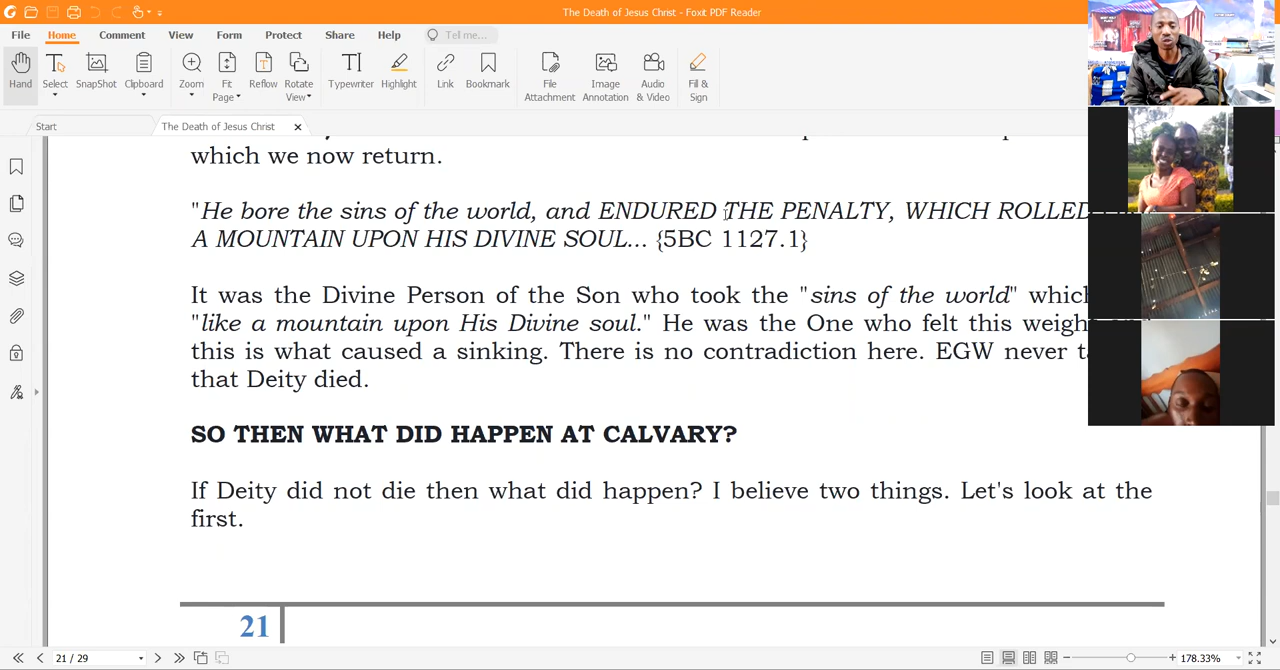 The Death of Jesus Christ - Foxit PDF Reader
File Home Comment View Form Protect Share Help Tell me...
Hand Select SnapShot Clipboard Zoom Fit Page Reflow Rotate View Typewriter Highlight Link Bookmark File Attachment Image Annotation Audio & Video Fill & Sign
Start The Death of Jesus Christ
which we now return.
"He bore the sins of the world, and ENDURED THE PENALTY, WHICH ROLLED
A MOUNTAIN UPON HIS DIVINE SOUL... {5BC 1127.1}
It was the Divine Person of the Son who took the "sins of the world" which
"like a mountain upon His Divine soul." He was the One who felt this weigh
this is what caused a sinking. There is no contradiction here. EGW never
that Deity died.
SO THEN WHAT DID HAPPEN AT CALVARY?
If Deity did not die then what did happen? I believe two things. Let's look at the
first.
21
21 / 29
178.33%